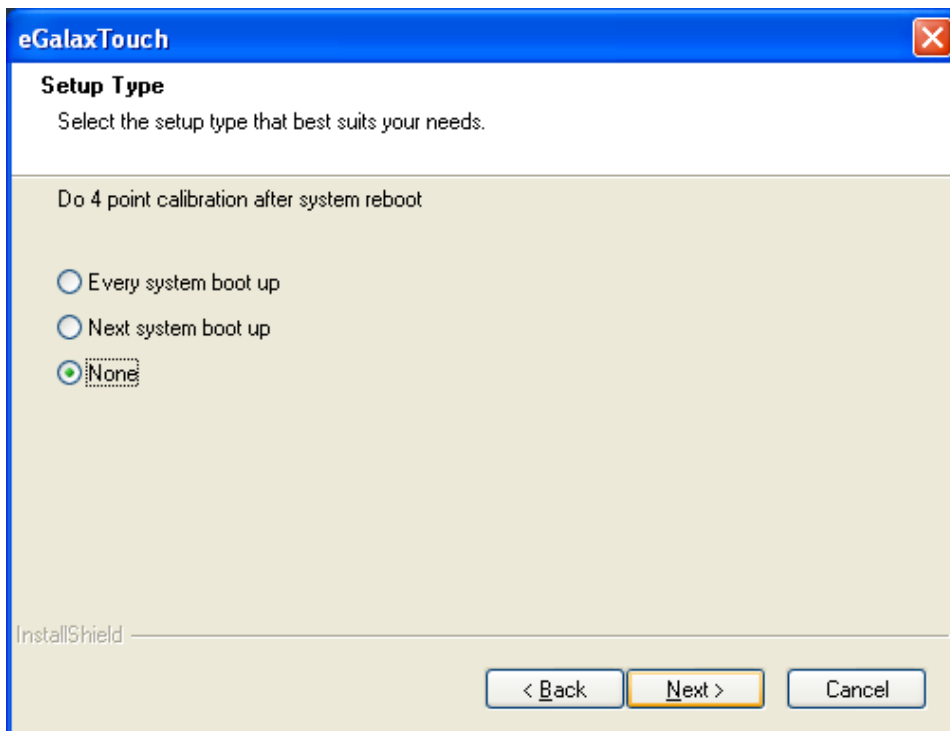 eGalaxTouch
Setup Type
Select the setup type that best suits your needs.
Do 4 point calibration after system reboot
Every system boot up
Next system boot up
None
InstallShield
< Back Next > Cancel